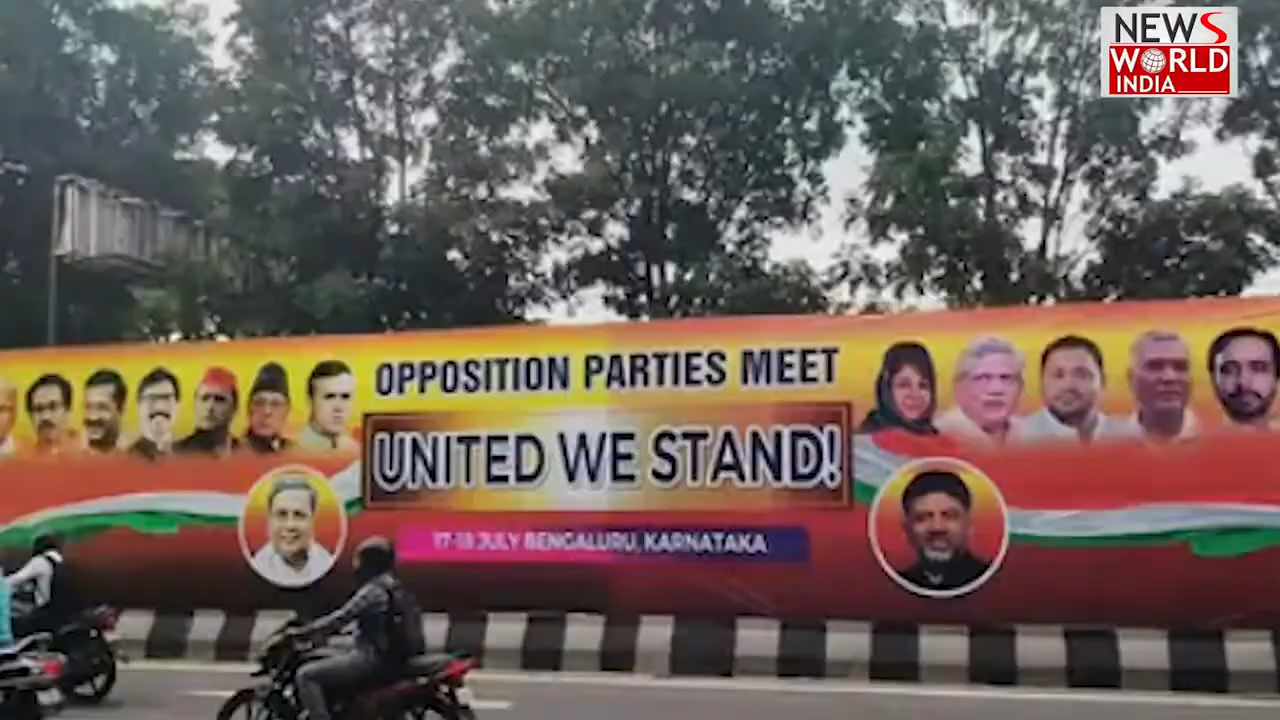 NEWS
WORLD
INDIA
OPPOSITION PARTIES MEET
UNITED WE STAND!
17-18 JULY BENGALURU, KARNATAKA